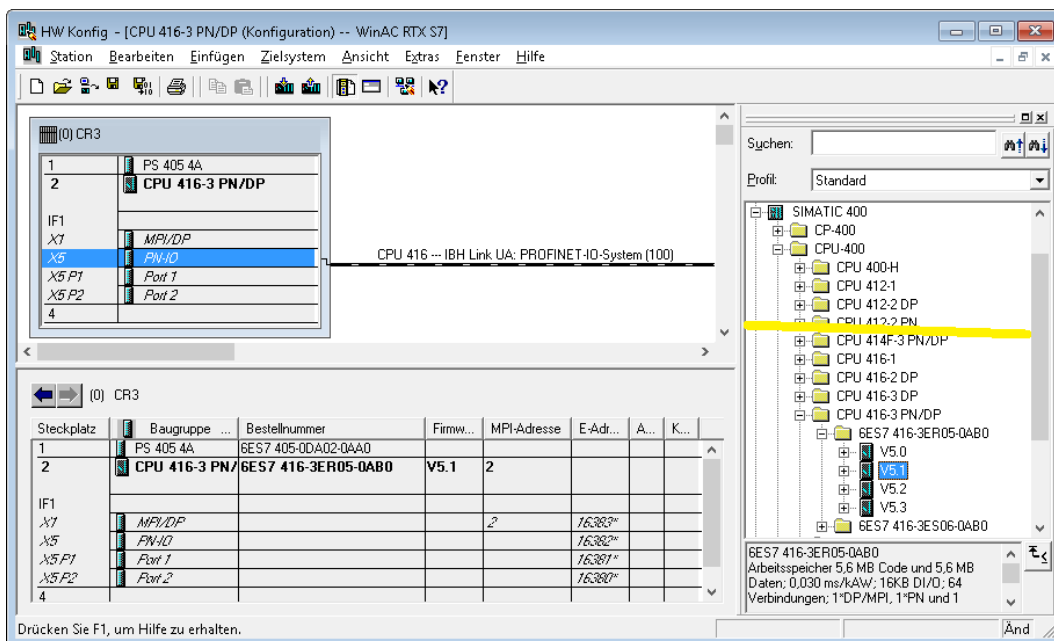 HW Konfig - [CPU 416-3 PN/DP (Konfiguration) -- WinAC RTX S7]
Station Bearbeiten Einfügen Zielsystem Ansicht Extras Fenster Hilfe
(0) CR3
1 PS 405 4A
2 CPU 416-3 PN/DP
IF1
X1 MPI/DP
X5 PN-IO
X5 P1 Port 1
X5 P2 Port 2
4
CPU 416 --- IBH Link UA: PROFINET-IO-System (100)
(0) CR3
Steckplatz Baugruppe ... Bestellnummer Firmw... MPI-Adresse E-Adr... A... K...
1 PS 405 4A 6ES7 405-0DA02-0AA0
2 CPU 416-3 PN/ 6ES7 416-3ER05-0AB0 V5.1 2
IF1
X1 MPI/DP 2 16383*
X5 PN-IO 16382*
X5 P1 Port 1 16381*
X5 P2 Port 2 16380*
4
Suchen:
Profil: Standard
SIMATIC 400
CP-400
CPU-400
CPU 400-H
CPU 412-1
CPU 412-2 DP
CPU 412-2 PN
CPU 414F-3 PN/DP
CPU 416-1
CPU 416-2 DP
CPU 416-3 DP
CPU 416-3 PN/DP
6ES7 416-3ER05-0AB0
V5.0
V5.1
V5.2
V5.3
6ES7 416-3ES06-0AB0
6ES7 416-3ER05-0AB0
Arbeitsspeicher 5,6 MB Code und 5,6 MB
Daten; 0,030 ms/kAW; 16KB DI/O; 64
Verbindungen; 1*DP/MPI, 1*PN und 1
Drücken Sie F1, um Hilfe zu erhalten.
Änd